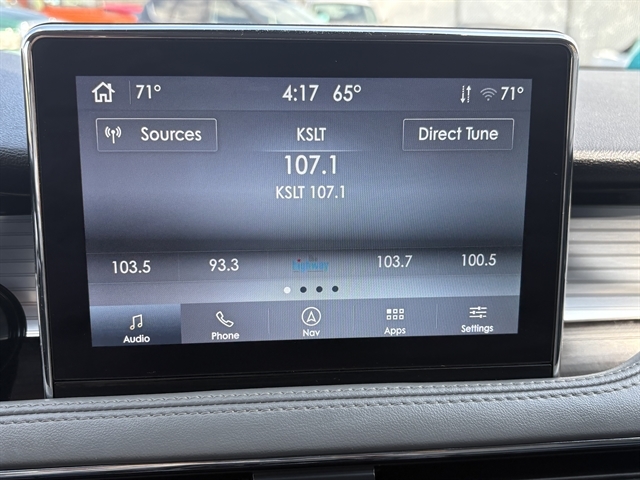 71° 4:17 65° 71°
Sources KSLT Direct Tune
107.1
KSLT 107.1
103.5 93.3 103.7 100.5
Audio Phone Nav Apps Settings